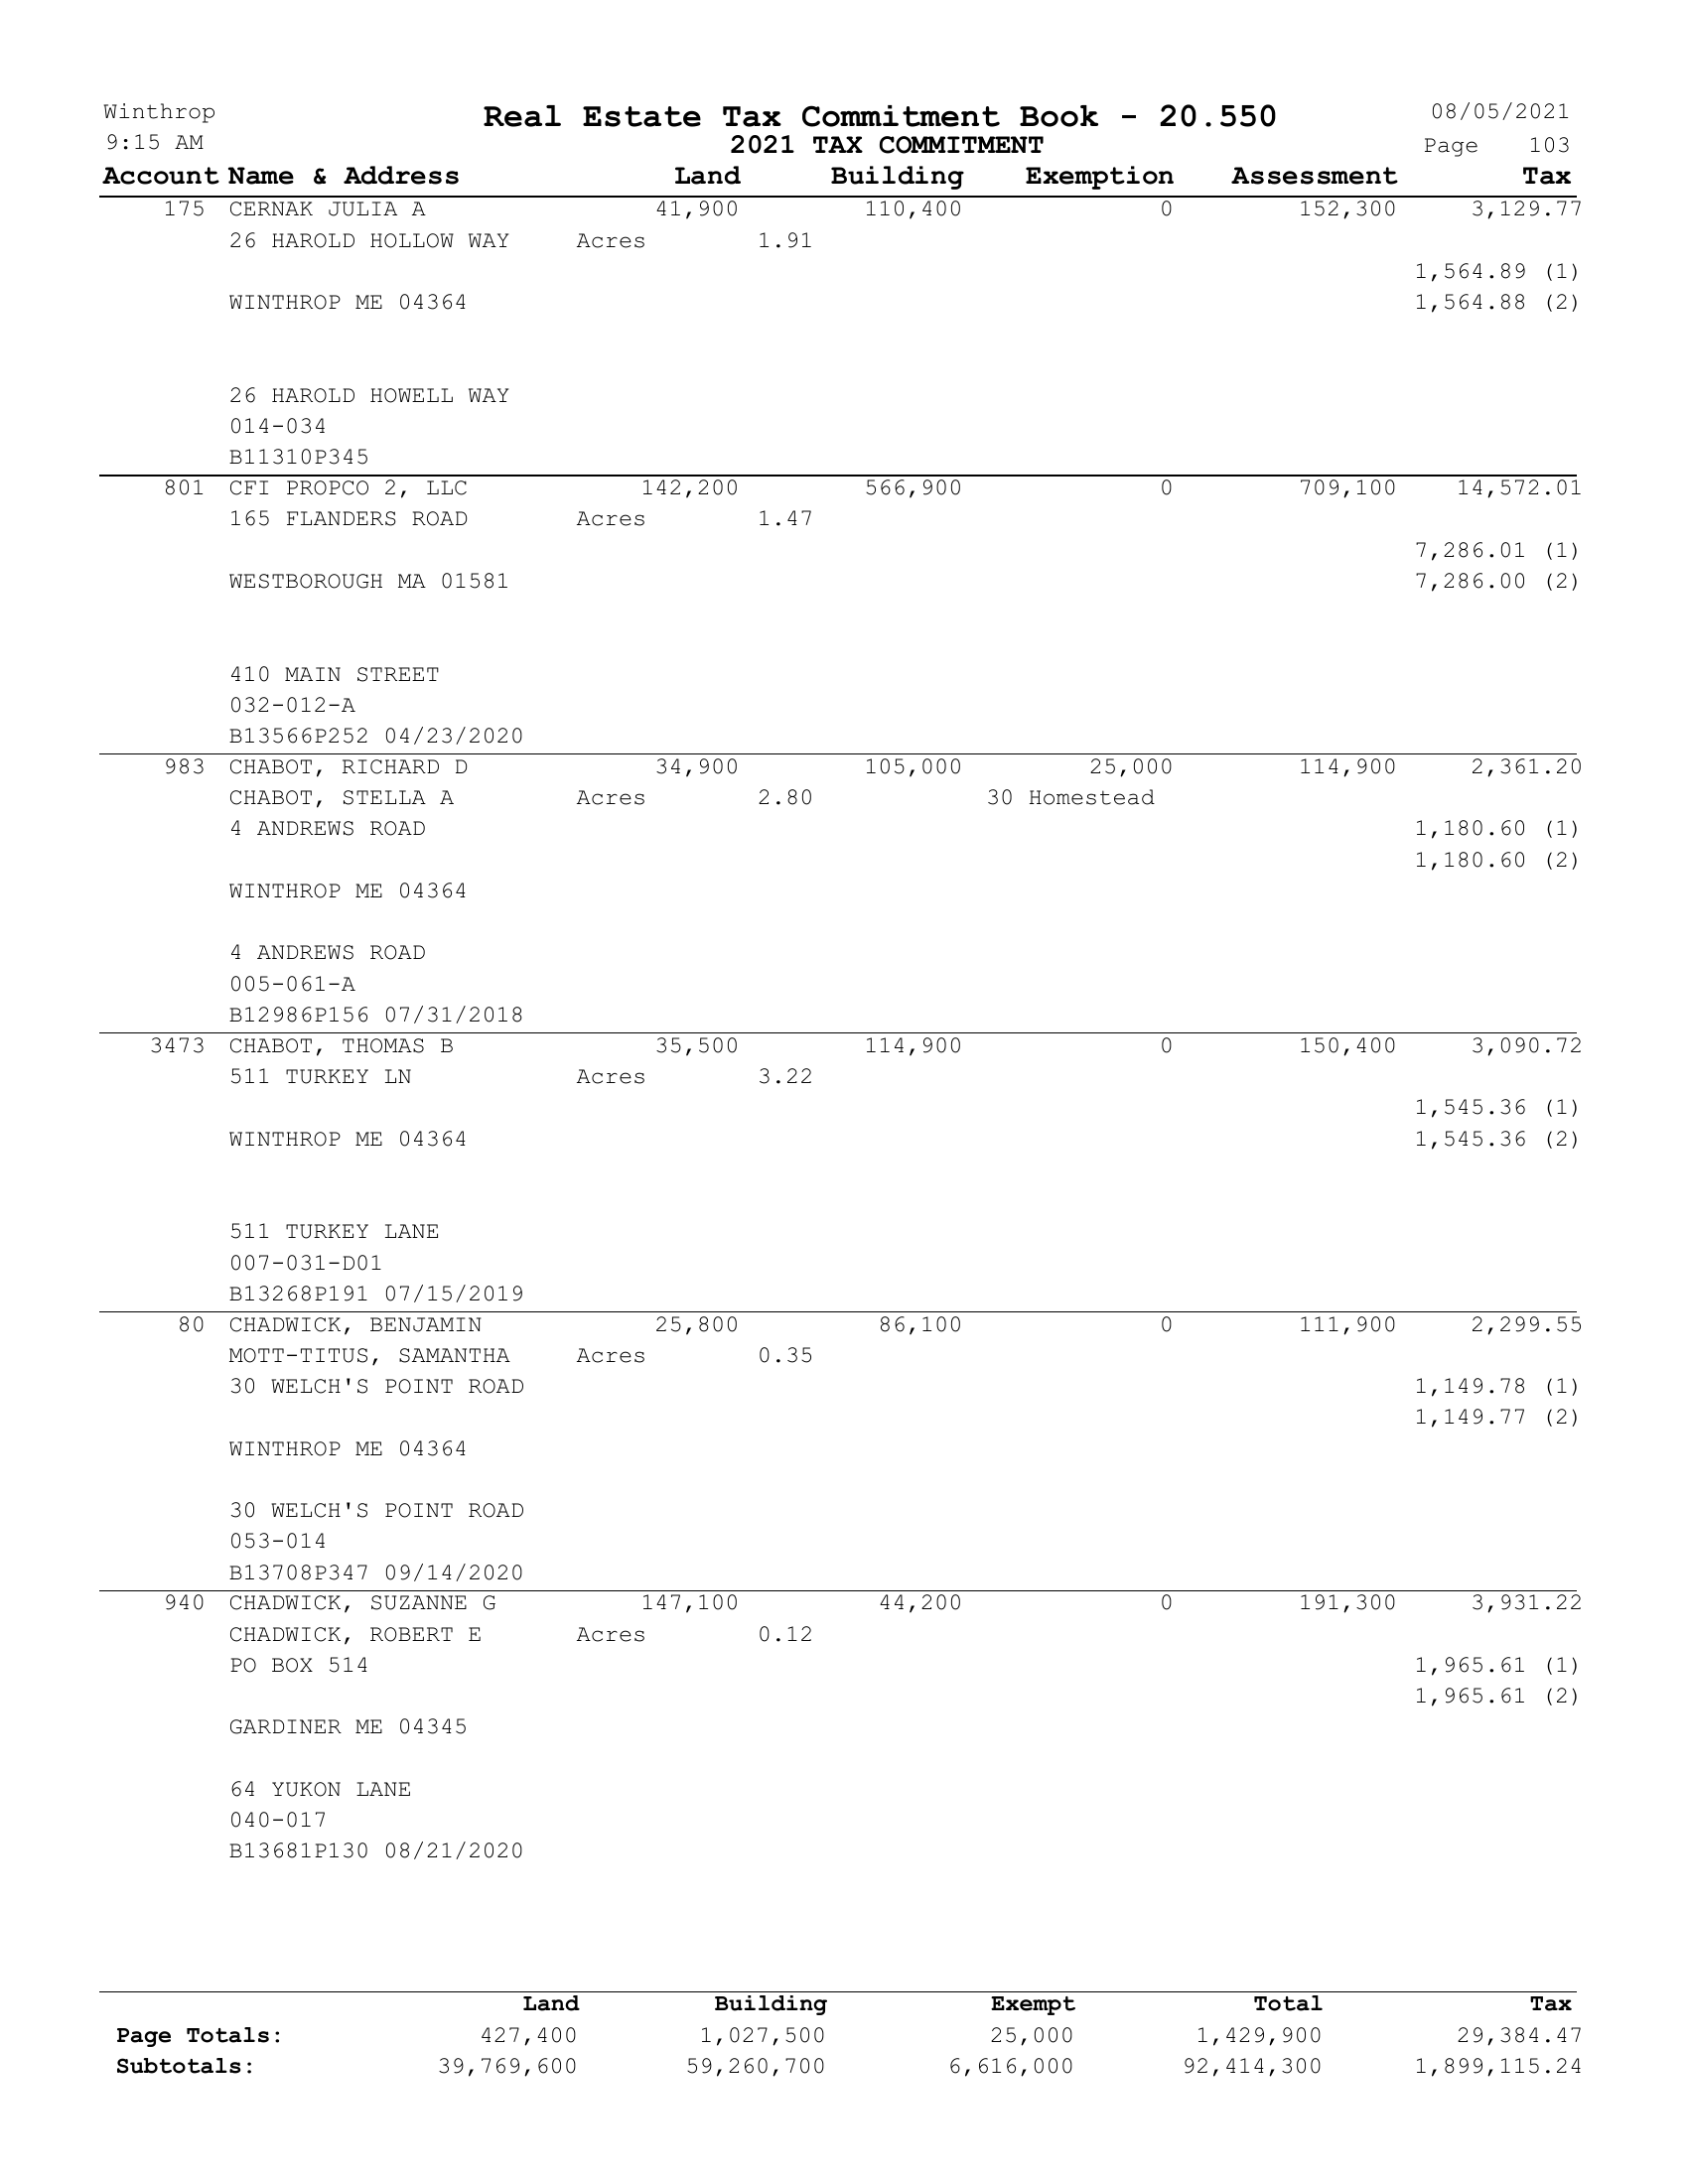 Winthrop Real Estate Tax Commitment Book - 20.550 08/05/2021
9:15 AM 2021 TAX COMMITMENT Page 103
Account Name & Address Land Building Exemption Assessment Tax
175 CERNAK JULIA A 41,900 110,400 0 152,300 3,129.77
26 HAROLD HOLLOW WAY Acres 1.91
1,564.89 (1)
WINTHROP ME 04364 1,564.88 (2)
26 HAROLD HOWELL WAY
014-034
B11310P345
801 CFI PROPCO 2, LLC 142,200 566,900 0 709,100 14,572.01
165 FLANDERS ROAD Acres 1.47
7,286.01 (1)
WESTBOROUGH MA 01581 7,286.00 (2)
410 MAIN STREET
032-012-A
B13566P252 04/23/2020
983 CHABOT, RICHARD D 34,900 105,000 25,000 114,900 2,361.20
CHABOT, STELLA A Acres 2.80 30 Homestead
4 ANDREWS ROAD 1,180.60 (1)
1,180.60 (2)
WINTHROP ME 04364
4 ANDREWS ROAD
005-061-A
B12986P156 07/31/2018
3473 CHABOT, THOMAS B 35,500 114,900 0 150,400 3,090.72
511 TURKEY LN Acres 3.22
1,545.36 (1)
WINTHROP ME 04364 1,545.36 (2)
511 TURKEY LANE
007-031-D01
B13268P191 07/15/2019
80 CHADWICK, BENJAMIN 25,800 86,100 0 111,900 2,299.55
MOTT-TITUS, SAMANTHA Acres 0.35
30 WELCH'S POINT ROAD 1,149.78 (1)
1,149.77 (2)
WINTHROP ME 04364
30 WELCH'S POINT ROAD
053-014
B13708P347 09/14/2020
940 CHADWICK, SUZANNE G 147,100 44,200 0 191,300 3,931.22
CHADWICK, ROBERT E Acres 0.12
PO BOX 514 1,965.61 (1)
1,965.61 (2)
GARDINER ME 04345
64 YUKON LANE
040-017
B13681P130 08/21/2020
Land Building Exempt Total Tax
Page Totals: 427,400 1,027,500 25,000 1,429,900 29,384.47
Subtotals: 39,769,600 59,260,700 6,616,000 92,414,300 1,899,115.24